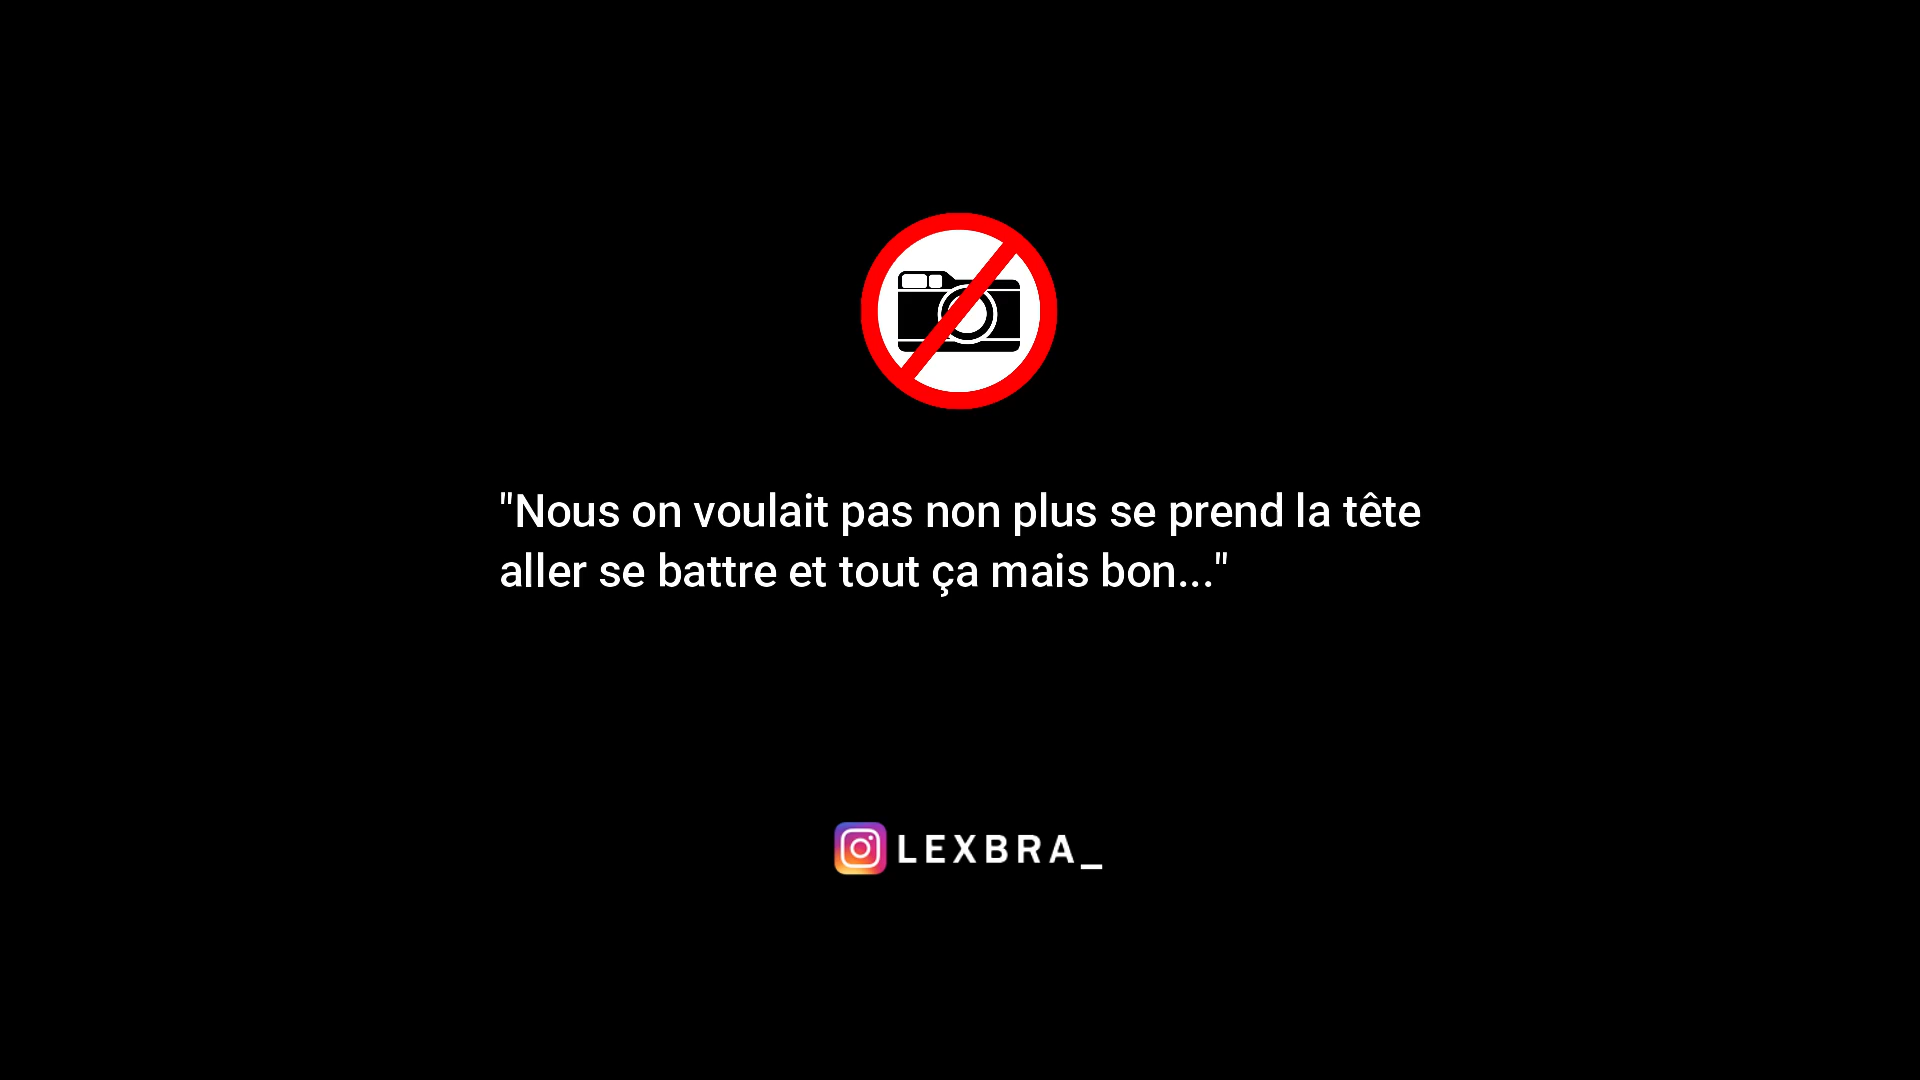 "Nous on voulait pas non plus se prend la tête
aller se battre et tout ça mais bon..."
LEXBRA_